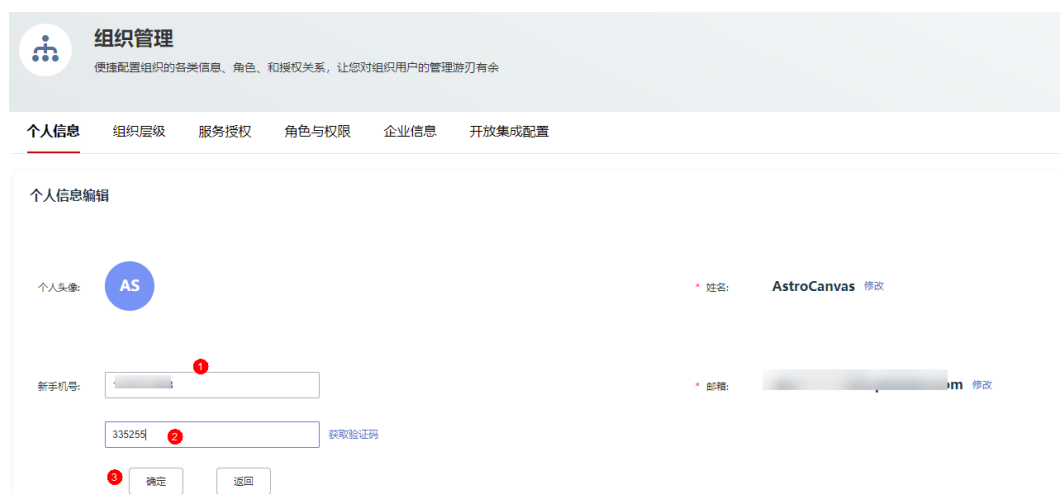 组织管理
便捷配置组织的各类信息、角色、和授权关系，让您对组织用户的管理游刃有余
个人信息 组织层级 服务授权 角色与权限 企业信息 开放集成配置
个人信息编辑
个人头像: AS * 姓名: AstroCanvas 修改
1
新手机号: * 邮箱: om 修改
335255 2 获取验证码
3 确定 返回